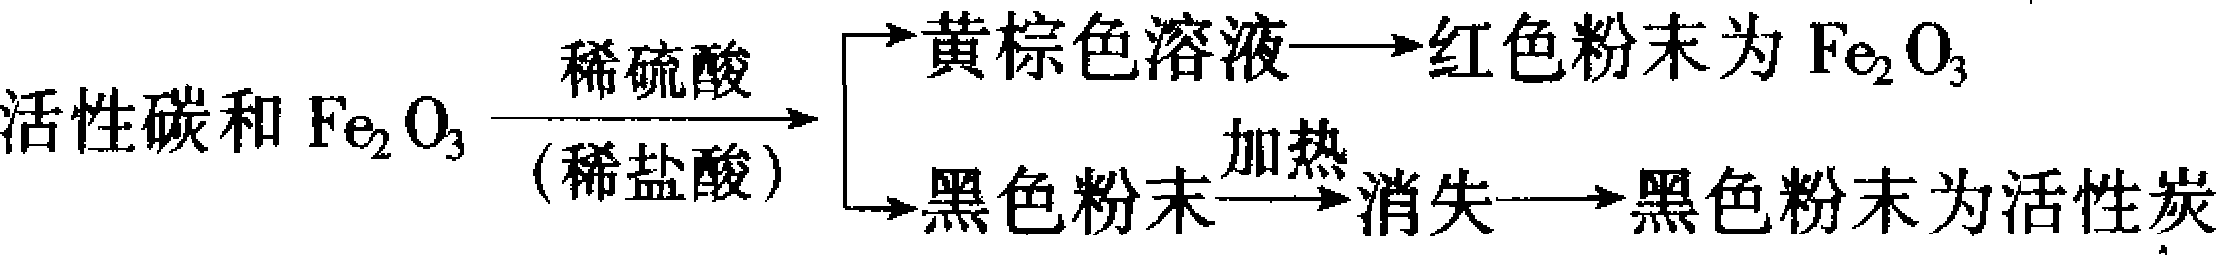 活性碳和 Fe₂O₃
稀硫酸
(稀盐酸)
黄棕色溶液
红色粉末为 Fe₂O₃
黑色粉末
加热
消失
黑色粉末为活性炭